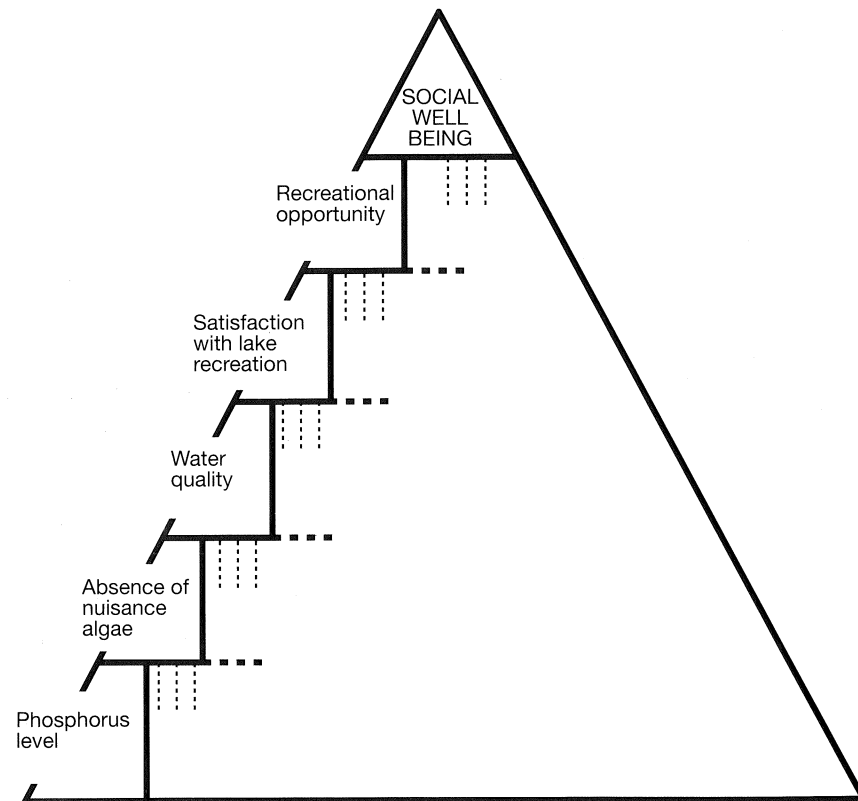 SOCIAL
WELL
BEING
Recreational
opportunity
Satisfaction
with lake
recreation
Water
quality
Absence of
nuisance
algae
Phosphorus
level